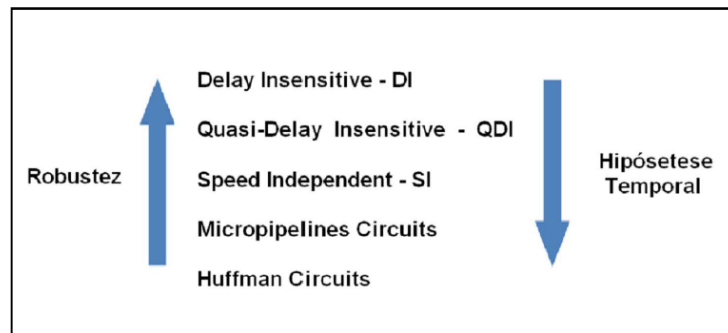 Delay Insensitive - DI
Quasi-Delay Insensitive - QDI
Robustez
Speed Independent - SI
Hipósetese
Temporal
Micropipelines Circuits
Huffman Circuits